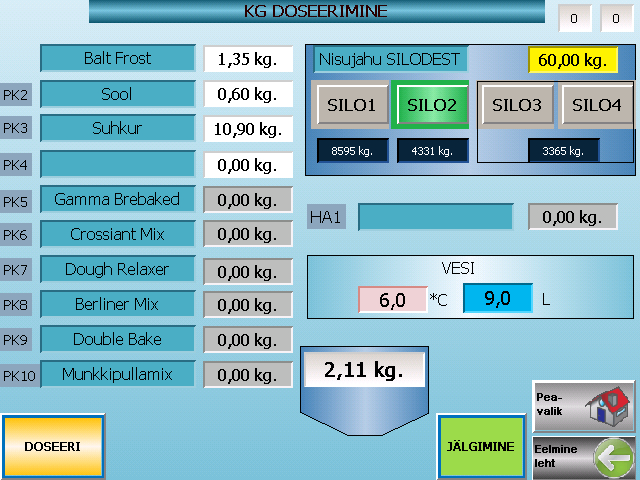 KG DOSEERIMINE
0 0
Balt Frost 1,35 kg.
PK2 Sool 0,60 kg.
PK3 Suhkur 10,90 kg.
PK4 0,00 kg.
PK5 Gamma Brebaked 0,00 kg.
PK6 Crossiant Mix 0,00 kg.
PK7 Dough Relaxer 0,00 kg.
PK8 Berliner Mix 0,00 kg.
PK9 Double Bake 0,00 kg.
PK10 Munkkipullamix 0,00 kg.
Nisujahu SILODEST 60,00 kg.
SILO1 SILO2 SILO3 SILO4
8595 kg. 4331 kg. 3365 kg.
HA1 0,00 kg.
VESI
6,0 *C 9,0 L
2,11 kg.
DOSEERI
JÄLGIMINE
Pea-
valik
Eelmine
leht